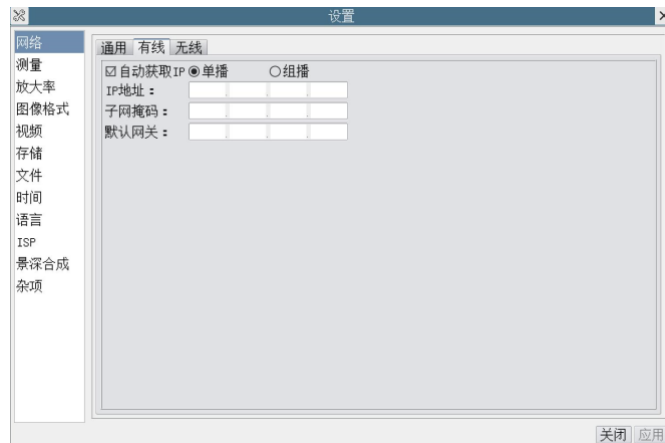 设置
网络
测量
放大率
图像格式
视频
存储
文件
时间
语言
ISP
景深合成
杂项
通用 有线 无线
自动获取IP 单播 组播
IP地址：
子网掩码：
默认网关：
关闭 应用